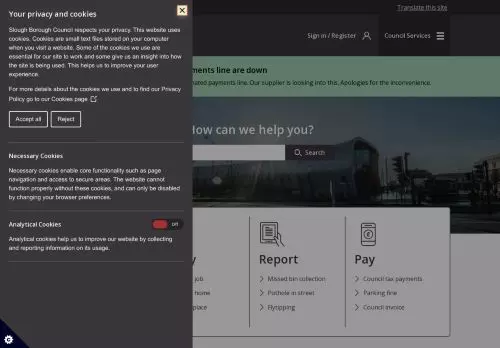 Translate this site
Your privacy and cookies
Slough Borough Council respects your privacy. This website uses
cookies. Cookies are small text files stored on your computer
when you visit a website. Some of the cookies we use are
essential for our site to work and some give us an insight into how
the site is being used. This helps us to improve your user
experience.
For more details about the cookies we use and to find our Privacy
Policy go to our Cookies page
Accept all
Reject
Necessary Cookies
Necessary cookies enable core functionality such as page
navigation and access to secure areas. The website cannot
function properly without these cookies, and can only be disabled
by changing your browser preferences.
Analytical Cookies
Off
Analytical cookies help us to improve our website by collecting
and reporting information on its usage.
Sign in / Register
Council Services
ments line are down
ated payments line. Our supplier is looking into this. Apologies for the inconvenience.
How can we help you?
Search
y
job
home
place
Report
Missed bin collection
Pothole in street
Flytipping
Pay
Council tax payments
Parking fine
Council invoice